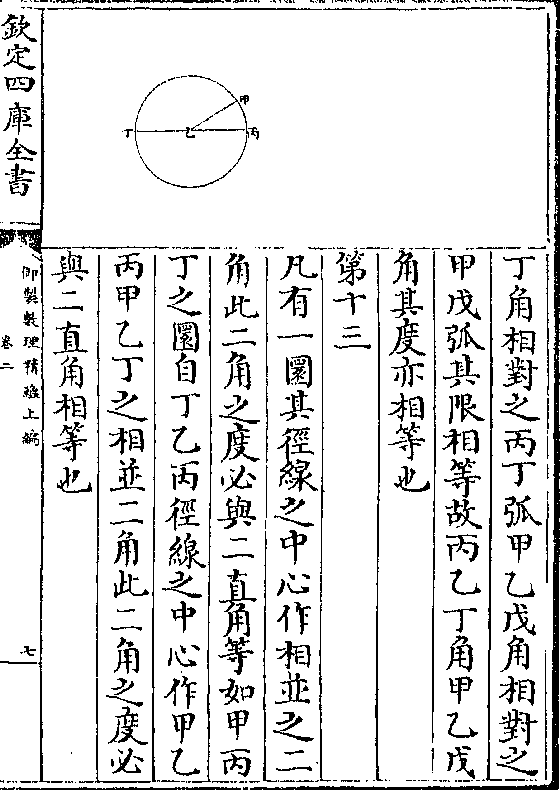 丁角相對之丙丁弧甲乙戊角相對之
甲戊弧其限相等故丙乙丁角甲乙戊
角其度亦相等也
第十三
凡有一圜其徑線之中心作相並之二
角此二角之度必與二直角等如甲丙
丁之圜自丁乙丙徑線之中心作甲乙
丙甲乙丁之相並二角此二角之度必
與二直角相等也
甲
丁
乙
丙
欽定四庫全書
御製數理精蘊上編
卷二
七